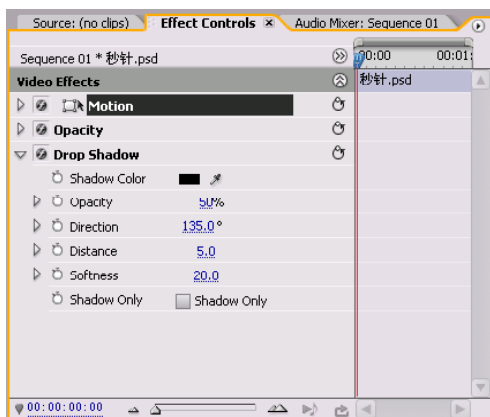 Source: (no clips) Effect Controls × Audio Mixer: Sequence 01
Sequence 01 * 秒针.psd 00:00 00:01:
Video Effects 秒针.psd
Motion
Opacity
Drop Shadow
Shadow Color
Opacity 50%
Direction 135.0°
Distance 5.0
Softness 20.0
Shadow Only Shadow Only
00:00:00:00